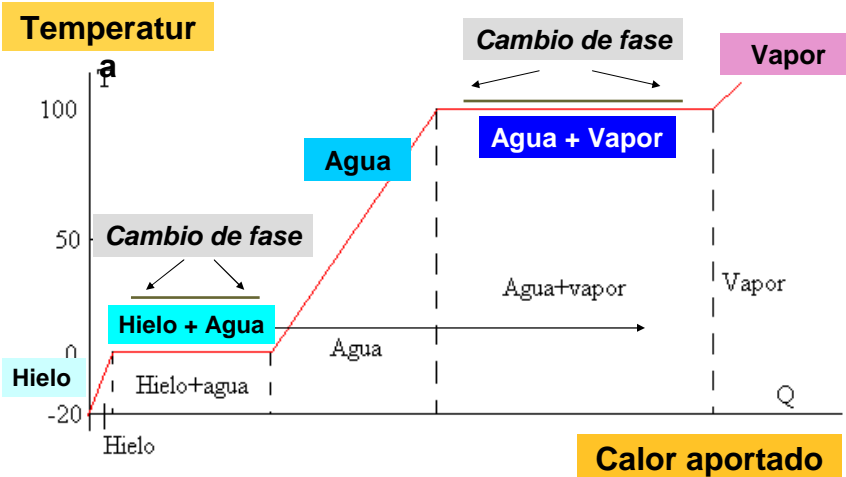 Temperatur
a
T
Cambio de fase
Vapor
100
Agua + Vapor
Agua
50
Cambio de fase
Agua+vapor
Vapor
Hielo + Agua
0
Agua
Hielo
Hielo+agua
Q
-20
Hielo
Calor aportado